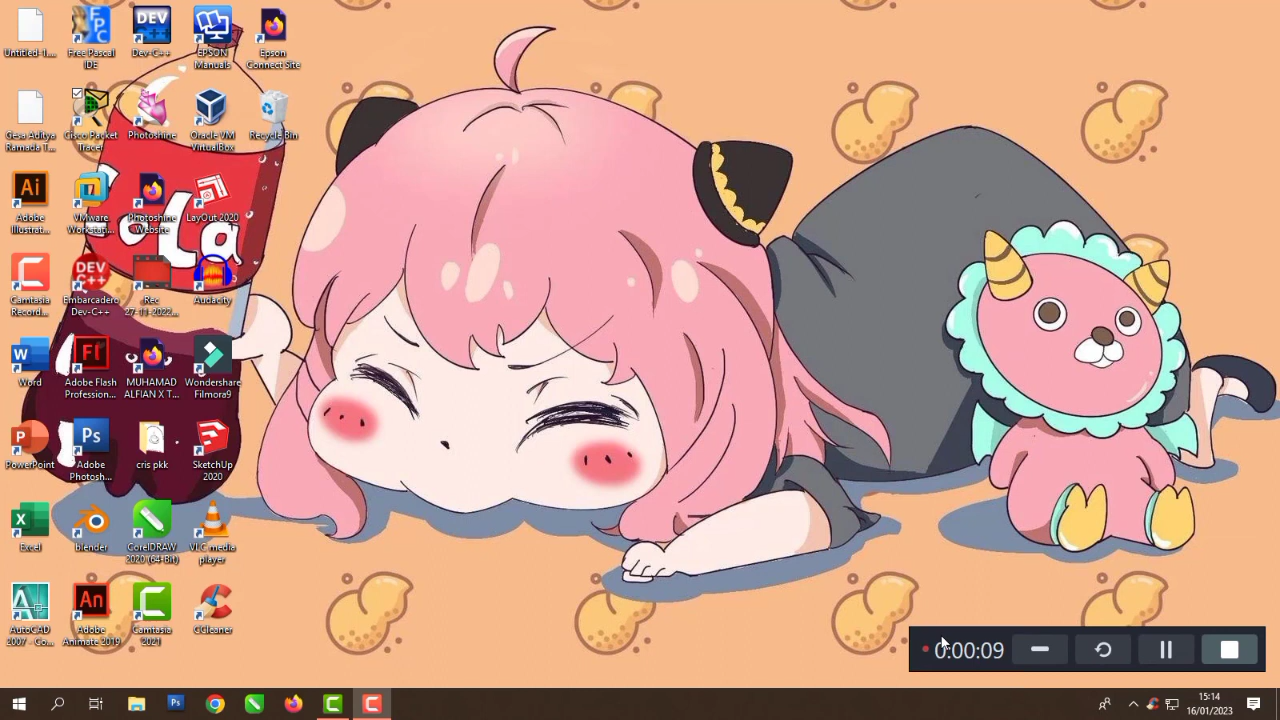 Untitled-1....
Free Pascal
IDE
DEV
Dev-C++
EPSON
Manuals
Epson
Connect Site
Gesa Aditya
Ramada T...
Cisco Packet
Tracer
Photoshine
Oracle VM
VirtualBox
Recycle Bin
Ai
Adobe
Illustrat...
VMware
Workstati...
Photoshine
Website
LayOut 2020
CoLa
Camtasia
Record...
DEV
C++
Embarcadero
Dev-C++
Rec
27-11-2022...
Audacity
W
Word
Fl
Adobe Flash
Profession...
MUHAMAD
ALFIAN X T...
Wondershare
Filmora9
P
PowerPoint
Ps
Adobe
Photosh...
cris pkk
SketchUp
2020
X
Excel
blender
CorelDRAW
2020 (64-Bit)
VLC media
player
AutoCAD
2007 - Co...
An
Adobe
Animate 2019
Camtasia
2021
CCleaner
0:00:09
Ps
15:14
16/01/2023